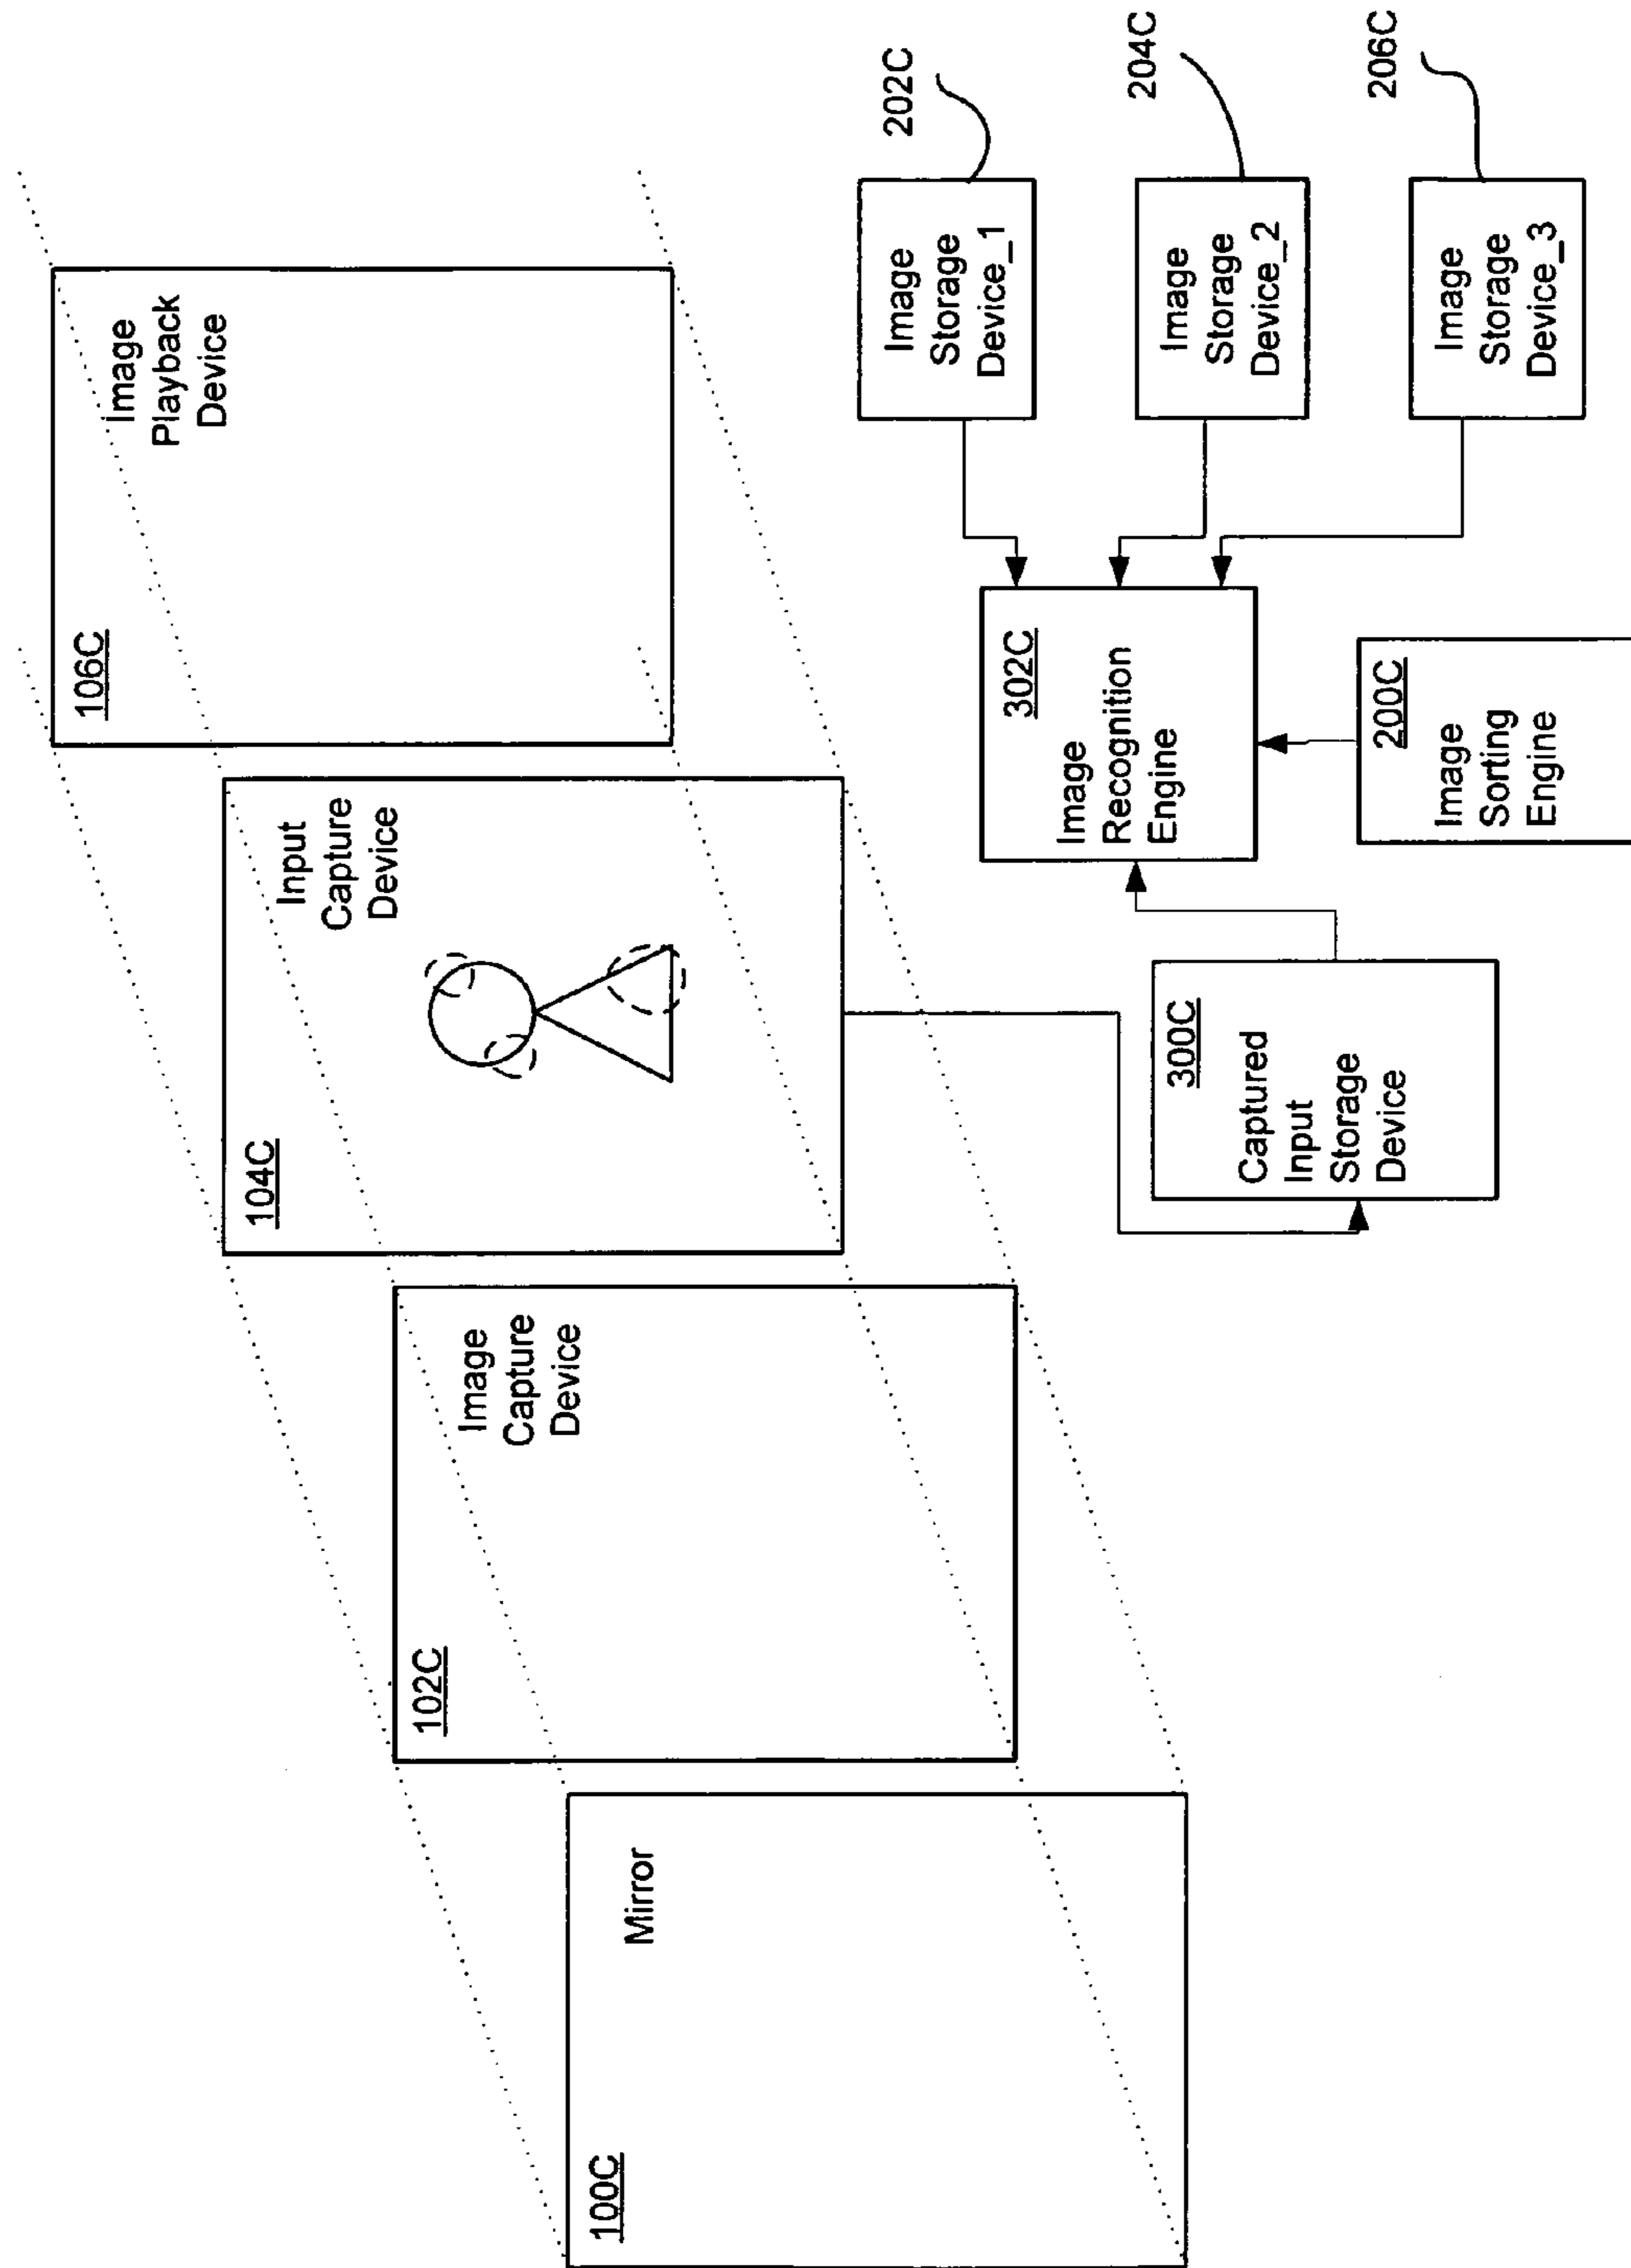 100C
Mirror
102C
Image
Capture
Device
104C
Input
Capture
Device
106C
Image
Playback
Device
300C
Captured
Input
Storage
Device
302C
Image
Recognition
Engine
200C
Image
Sorting
Engine
Image
Storage
Device_1
202C
Image
Storage
Device_2
204C
Image
Storage
Device_3
206C